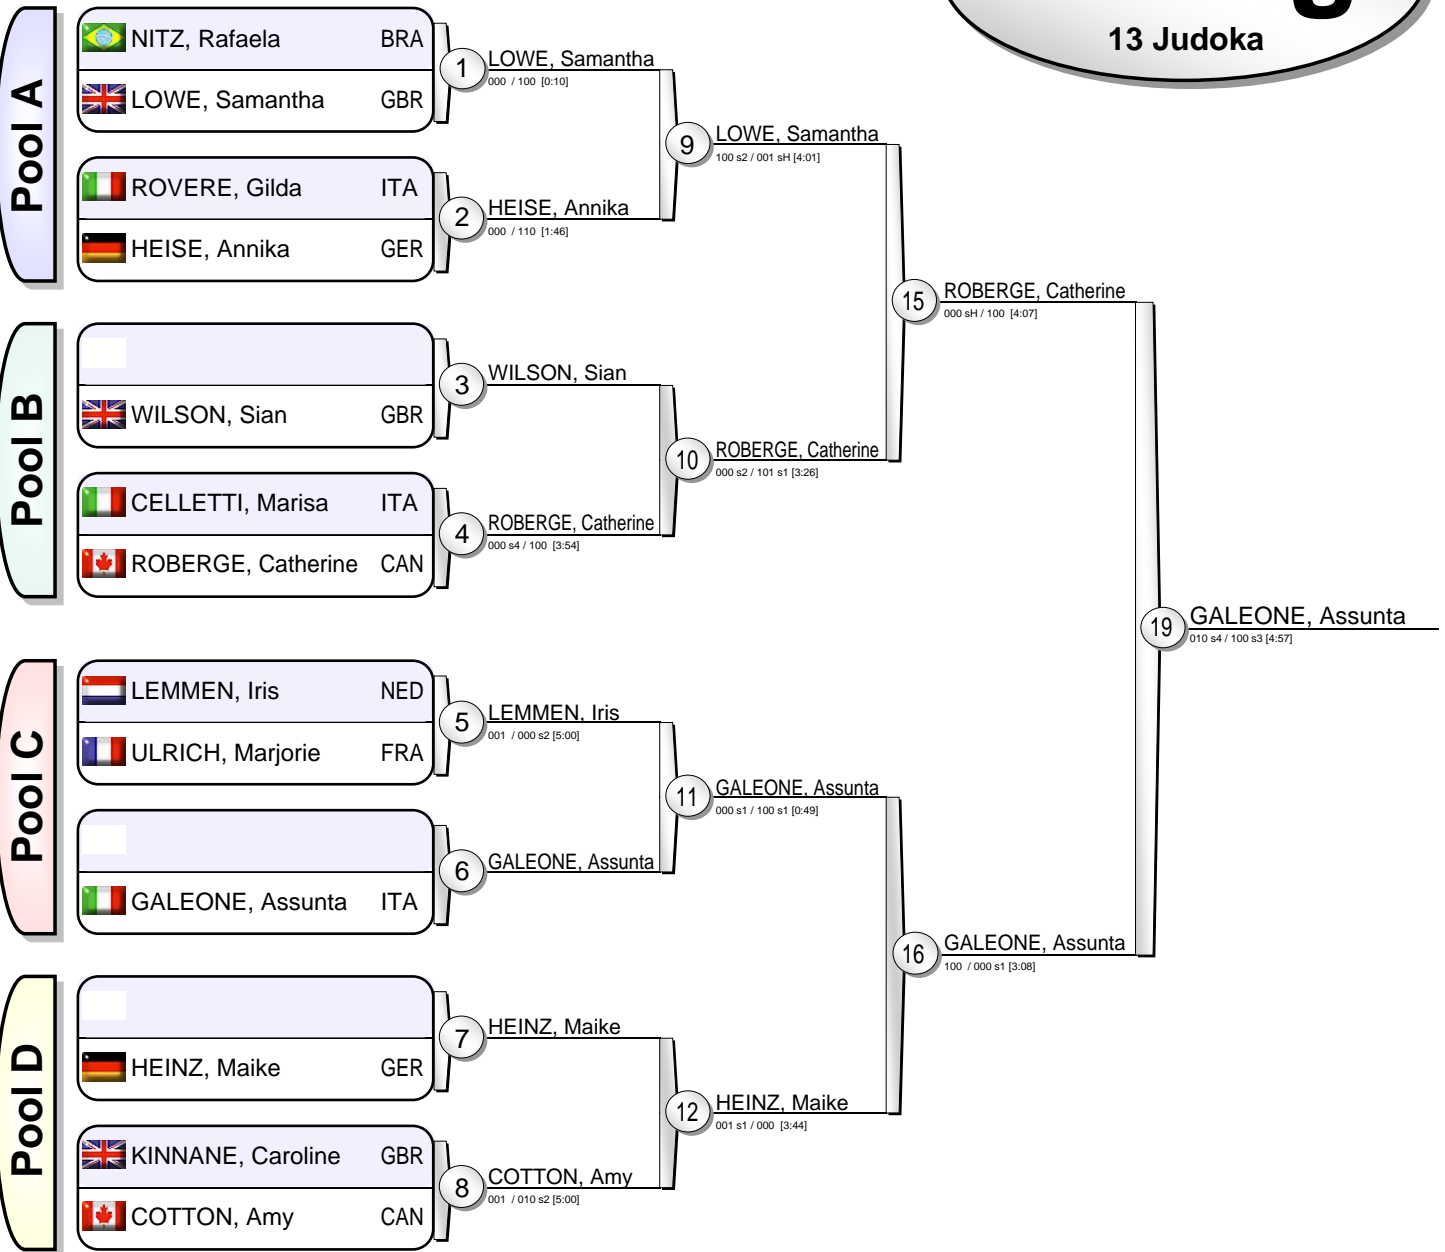 13 Judoka
Pool A
NITZ, Rafaela BRA
LOWE, Samantha GBR
1
LOWE, Samantha
000 / 100 [0:10]
ROVERE, Gilda ITA
HEISE, Annika GER
2
HEISE, Annika
000 / 110 [1:46]
9
LOWE, Samantha
100 s2 / 001 sH [4:01]
Pool B
WILSON, Sian GBR
3
WILSON, Sian
CELLETTI, Marisa ITA
ROBERGE, Catherine CAN
4
ROBERGE, Catherine
000 s4 / 100 [3:54]
10
ROBERGE, Catherine
000 s2 / 101 s1 [3:26]
15
ROBERGE, Catherine
000 sH / 100 [4:07]
Pool C
LEMMEN, Iris NED
ULRICH, Marjorie FRA
5
LEMMEN, Iris
001 / 000 s2 [5:00]
GALEONE, Assunta ITA
6
GALEONE, Assunta
11
GALEONE, Assunta
000 s1 / 100 s1 [0:49]
Pool D
HEINZ, Maike GER
7
HEINZ, Maike
KINNANE, Caroline GBR
COTTON, Amy CAN
8
COTTON, Amy
001 / 010 s2 [5:00]
12
HEINZ, Maike
001 s1 / 000 [3:44]
16
GALEONE, Assunta
100 / 000 s1 [3:08]
19
GALEONE, Assunta
010 s4 / 100 s3 [4:57]